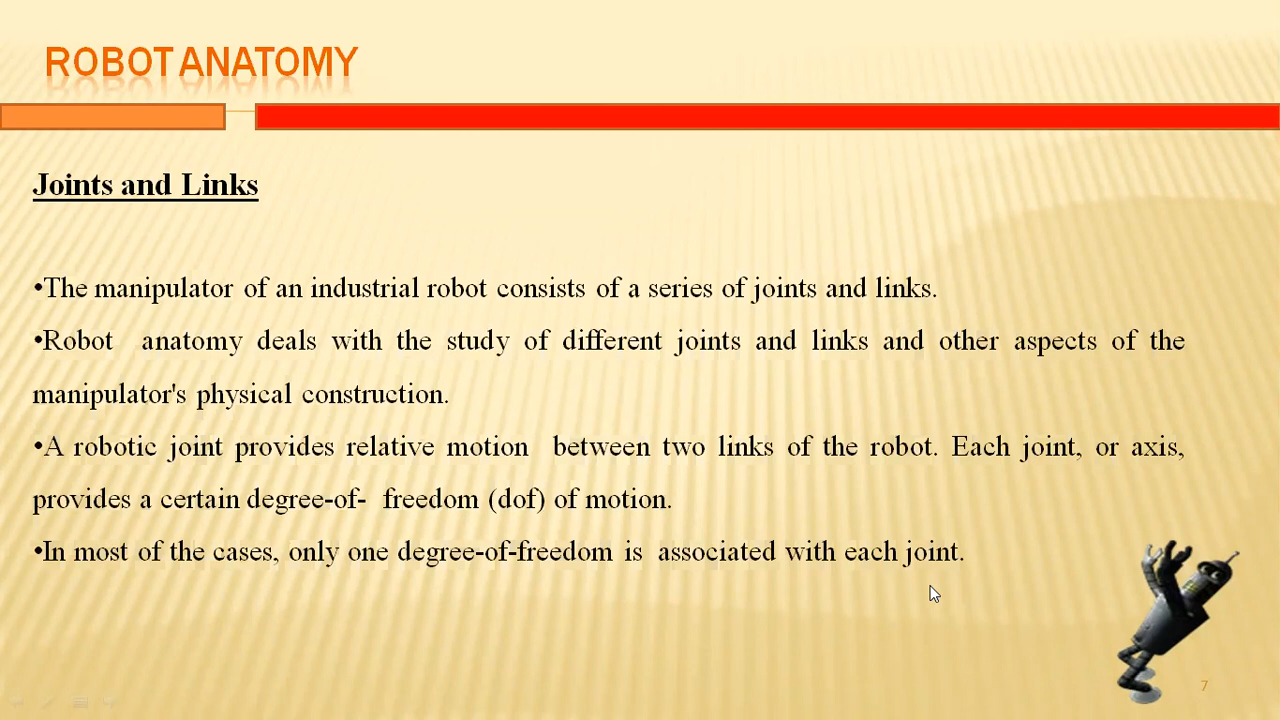 ROBOT ANATOMY
Joints and Links
•The manipulator of an industrial robot consists of a series of joints and links.
•Robot anatomy deals with the study of different joints and links and other aspects of the
manipulator's physical construction.
•A robotic joint provides relative motion between two links of the robot. Each joint, or axis,
provides a certain degree-of- freedom (dof) of motion.
•In most of the cases, only one degree-of-freedom is associated with each joint.
7